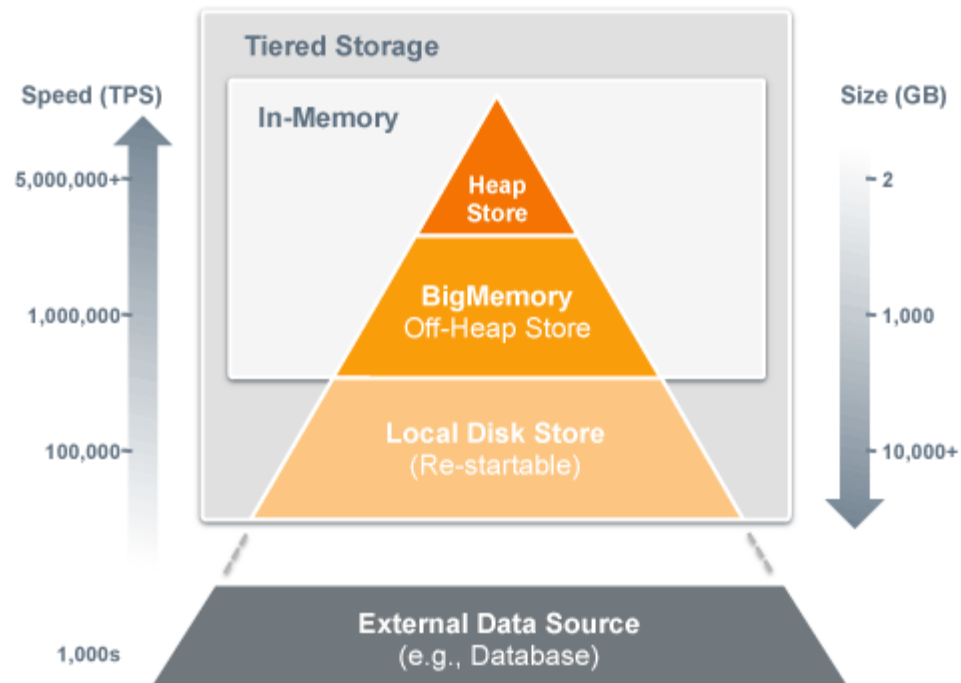 Tiered Storage
Speed (TPS)
Size (GB)
In-Memory
5,000,000+
2
Heap
Store
1,000,000
1,000
BigMemory
Off-Heap Store
100,000
10,000+
Local Disk Store
(Re-startable)
External Data Source
(e.g., Database)
1,000s